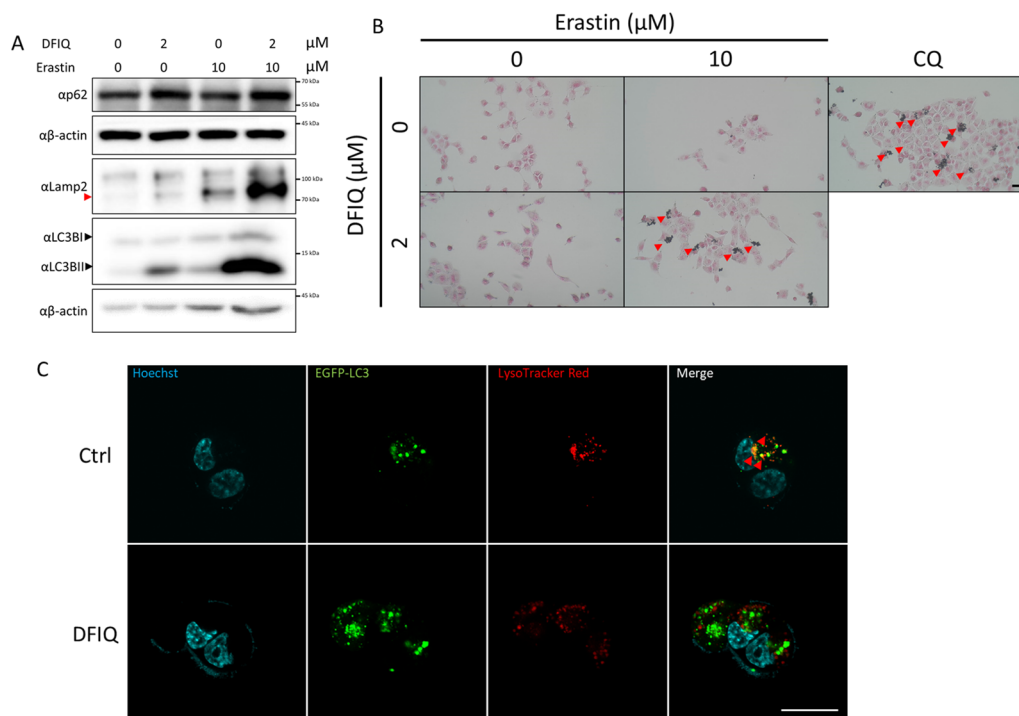 A
DFIQ 0 2 0 2 μM
Erastin 0 0 10 10 μM
αp62
70 kDa
55 kDa
αβ-actin
45 kDa
αLamp2
100 kDa
70 kDa
αLC3BI
15 kDa
αLC3BII
αβ-actin
45 kDa
B
Erastin (μM)
0 10 CQ
DFIQ (μM)
0
2
C
Hoechst EGFP-LC3 LysoTracker Red Merge
Ctrl
DFIQ